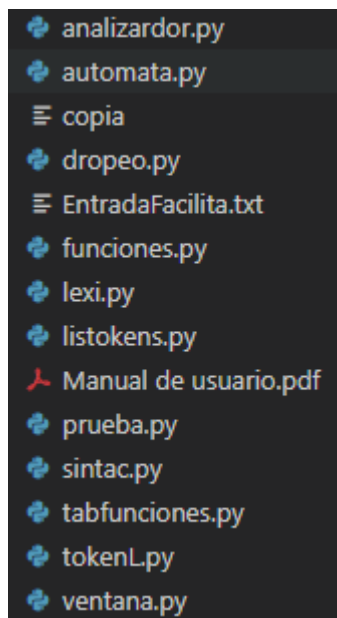 analizardor.py
automata.py
copia
dropeo.py
EntradaFacilita.txt
funciones.py
lexi.py
listokens.py
Manual de usuario.pdf
prueba.py
sintac.py
tabfunciones.py
tokenL.py
ventana.py